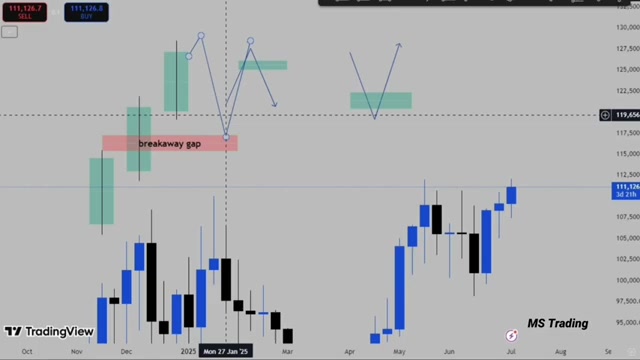 111,126.7
SELL
111,126.8
BUY
132,500
130,000
127,500
125,000
122,500
119,656
breakaway gap
117,500
115,000
112,500
111,126
3d 21h
107,500
105,000
102,500
100,000
97,500
95,000
MS Trading
TradingView
Oct
Nov
Dec
2025
Mon 27 Jan '25
Mar
Apr
May
Jun
Jul
Aug
Se